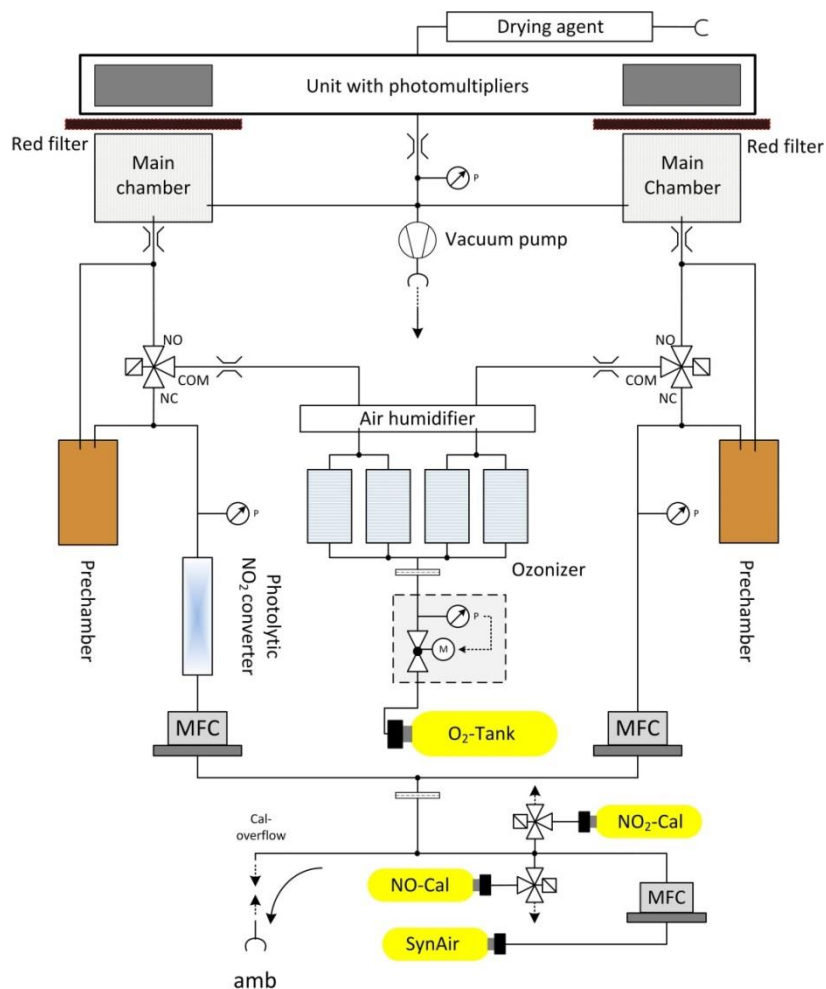 Drying agent
Unit with photomultipliers
Red filter
Red filter
Main
chamber
Main
Chamber
P
Vacuum pump
NO
COM
NC
NO
COM
NC
Air humidifier
P
P
Ozonizer
Prechamber
Photolytic
NO₂ converter
Prechamber
P
M
MFC
O₂-Tank
MFC
Cal-
overflow
NO₂-Cal
NO-Cal
MFC
SynAir
amb